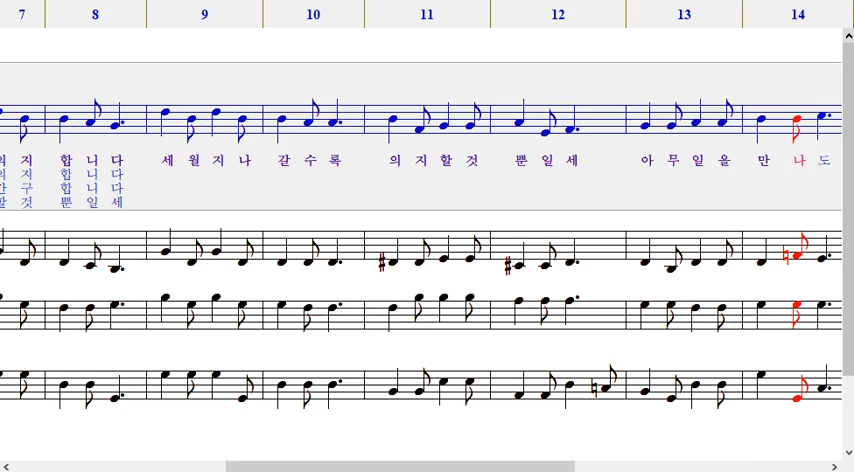 7 8 9 10 11 12 13 14
지 합 니 다 세 월 지 나 갈 수 록 의 지 할 것 뿐 일 세 아 무 일 을 만 나 도
의 지 합 니 다
구 합 니 다
할 것 뿐 일 세